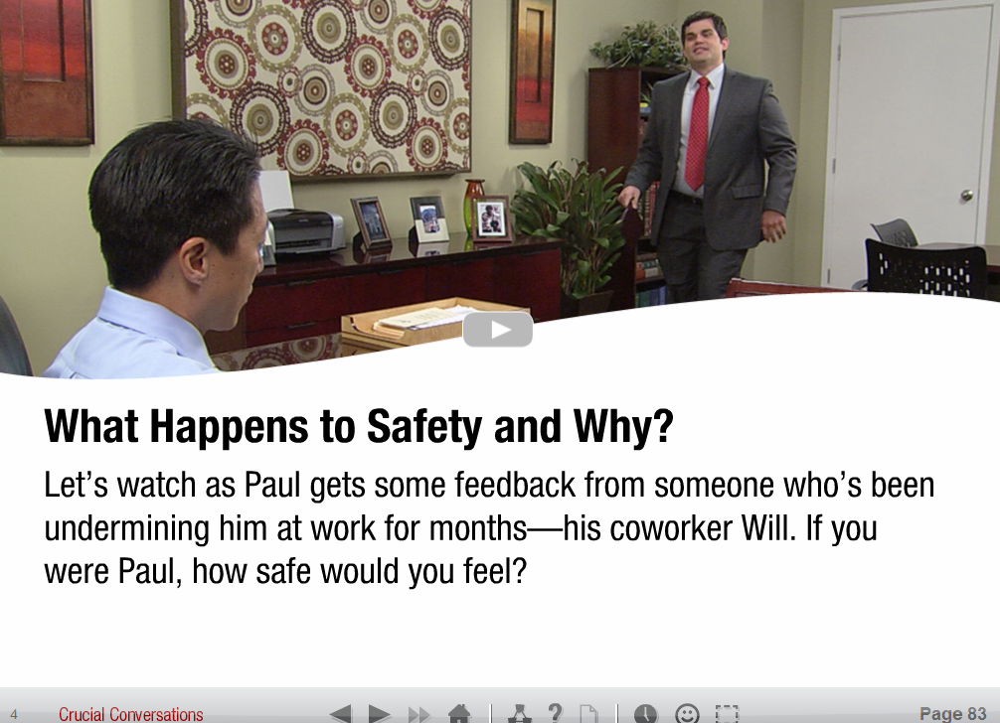 What Happens to Safety and Why?
Let’s watch as Paul gets some feedback from someone who’s been
undermining him at work for months—his coworker Will. If you
were Paul, how safe would you feel?
4 Crucial Conversations ? Page 83